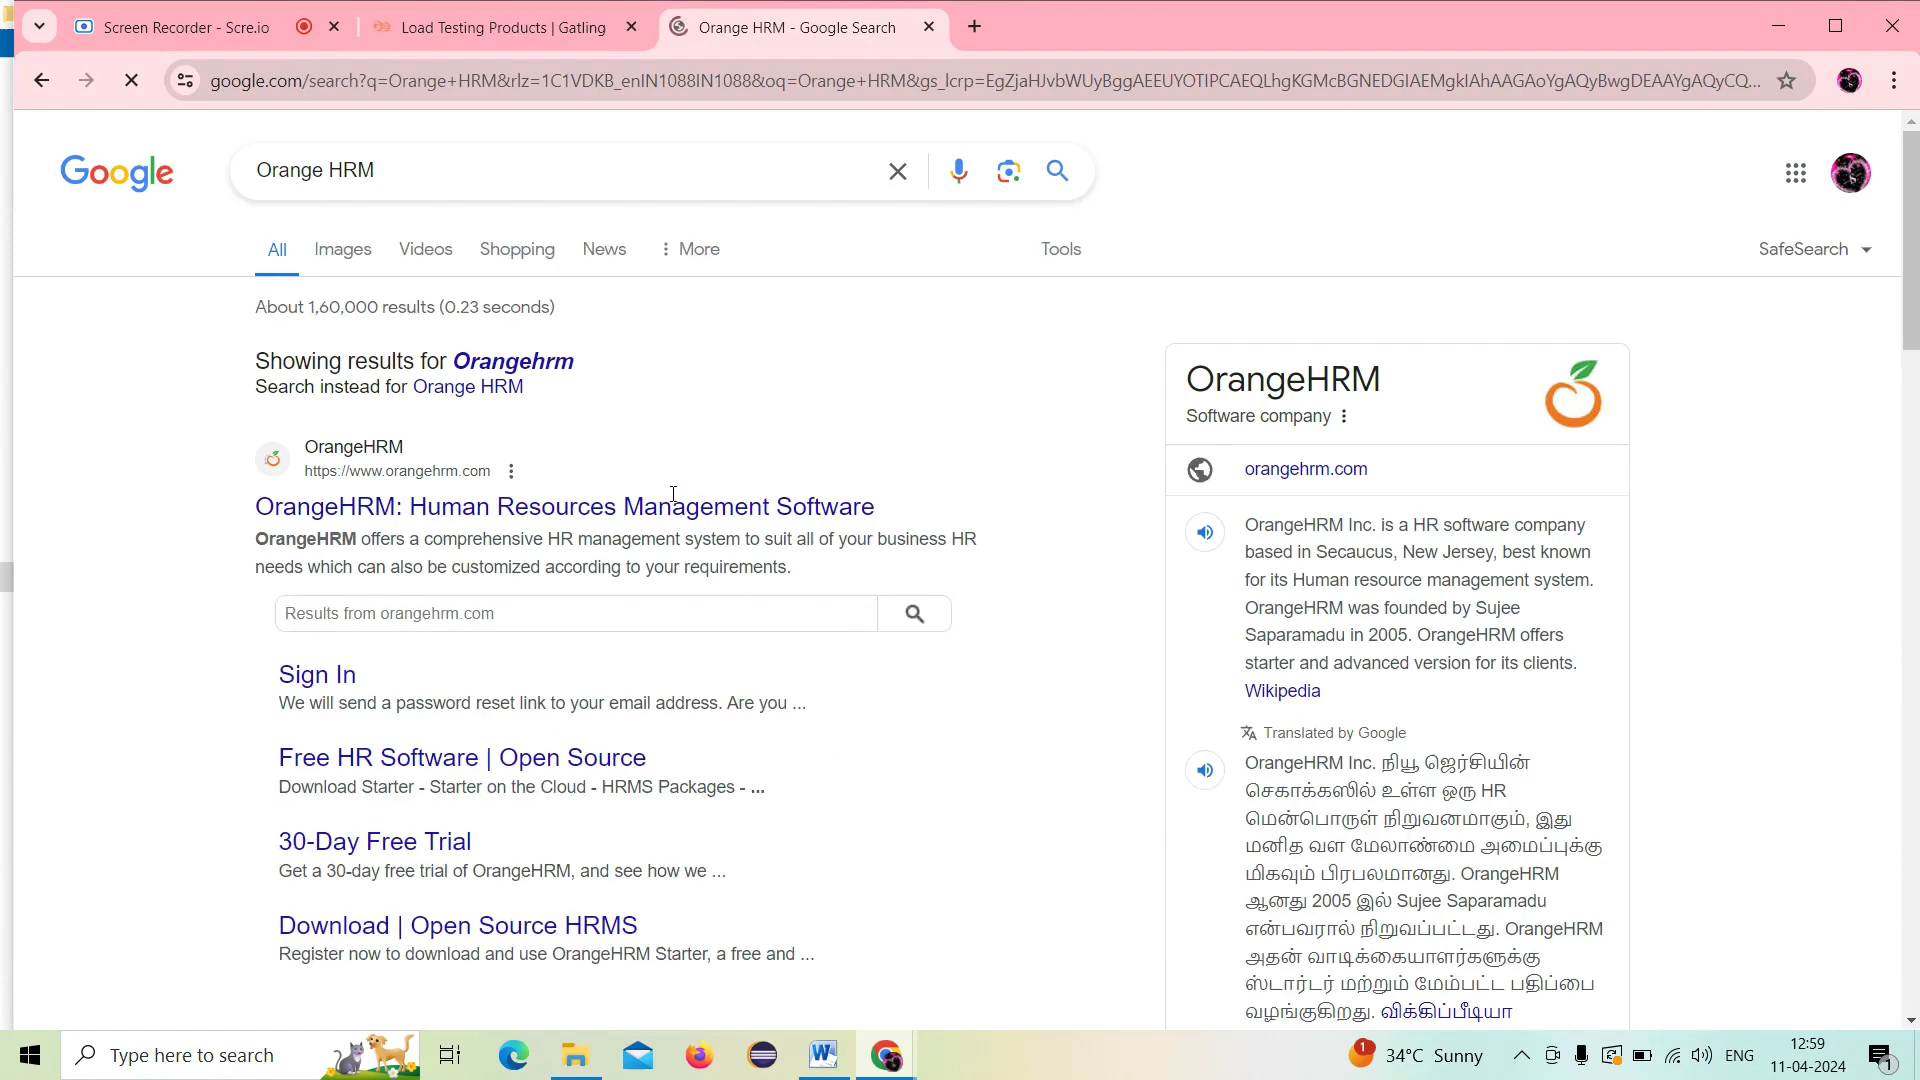 Screen Recorder - Scre.io
Load Testing Products | Gatling
Orange HRM - Google Search
google.com/search?q=Orange+HRM&rlz=1C1VDKB_enIN1088IN1088&oq=Orange+HRM&gs_lcrp=EgZjaHJvbWUyBggAEEUYOTIPCAEQLhgKGMcBGNEDGIAEMgkIAhAAGAoYgAQyBwgDEAAYgAQyCQ...
Google
Orange HRM
All
Images
Videos
Shopping
News
More
Tools
SafeSearch
About 1,60,000 results (0.23 seconds)
Showing results for Orangehrm
Search instead for Orange HRM
OrangeHRM
https://www.orangehrm.com
OrangeHRM: Human Resources Management Software
OrangeHRM offers a comprehensive HR management system to suit all of your business HR
needs which can also be customized according to your requirements.
Results from orangehrm.com
Sign In
We will send a password reset link to your email address. Are you ...
Free HR Software | Open Source
Download Starter - Starter on the Cloud - HRMS Packages - ...
30-Day Free Trial
Get a 30-day free trial of OrangeHRM, and see how we ...
Download | Open Source HRMS
Register now to download and use OrangeHRM Starter, a free and ...
OrangeHRM
Software company
orangehrm.com
OrangeHRM Inc. is a HR software company
based in Secaucus, New Jersey, best known
for its Human resource management system.
OrangeHRM was founded by Sujee
Saparamadu in 2005. OrangeHRM offers
starter and advanced version for its clients.
Wikipedia
Translated by Google
OrangeHRM Inc. நியூ ஜெர்சியின்
செகாக்கஸில் உள்ள ஒரு HR
மென்பொருள் நிறுவனமாகும், இது
மனித வள மேலாண்மை அமைப்புக்கு
மிகவும் பிரபலமானது. OrangeHRM
ஆனது 2005 இல் Sujee Saparamadu
என்பவரால் நிறுவப்பட்டது. OrangeHRM
அதன் வாடிக்கையாளர்களுக்கு
ஸ்டார்டர் மற்றும் மேம்பட்ட பதிப்பை
வழங்குகிறது. விக்கிப்பீடியா
Type here to search
1
34°C Sunny
ENG
12:59
11-04-2024
1